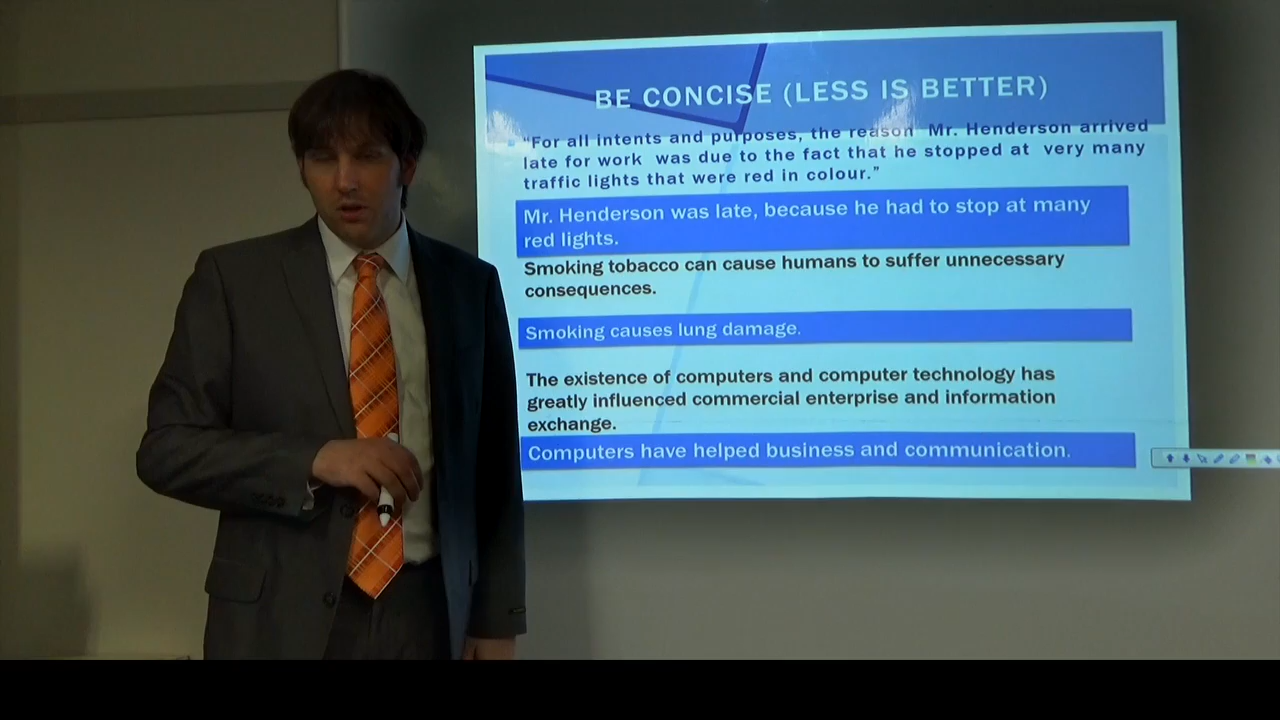 BE CONCISE (LESS IS BETTER)
"For all intents and purposes, the reason Mr. Henderson arrived
late for work was due to the fact that he stopped at very many
traffic lights that were red in colour."
Mr. Henderson was late, because he had to stop at many
red lights.
Smoking tobacco can cause humans to suffer unnecessary
consequences.
Smoking causes lung damage.
The existence of computers and computer technology has
greatly influenced commercial enterprise and information
exchange.
Computers have helped business and communication.